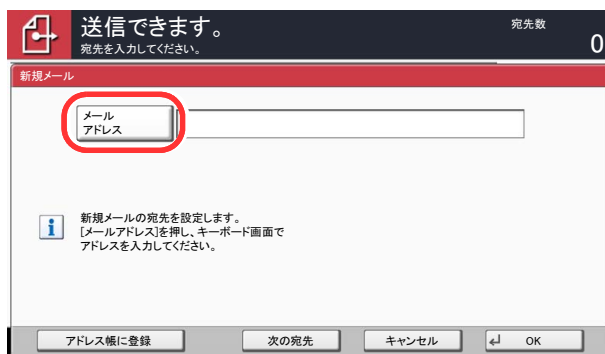 送信できます。
宛先を入力してください。
宛先数
0
新規メール
メール
アドレス
新規メールの宛先を設定します。
[メールアドレス]を押し、キーボード画面で
アドレスを入力してください。
アドレス帳に登録
次の宛先
キャンセル
OK